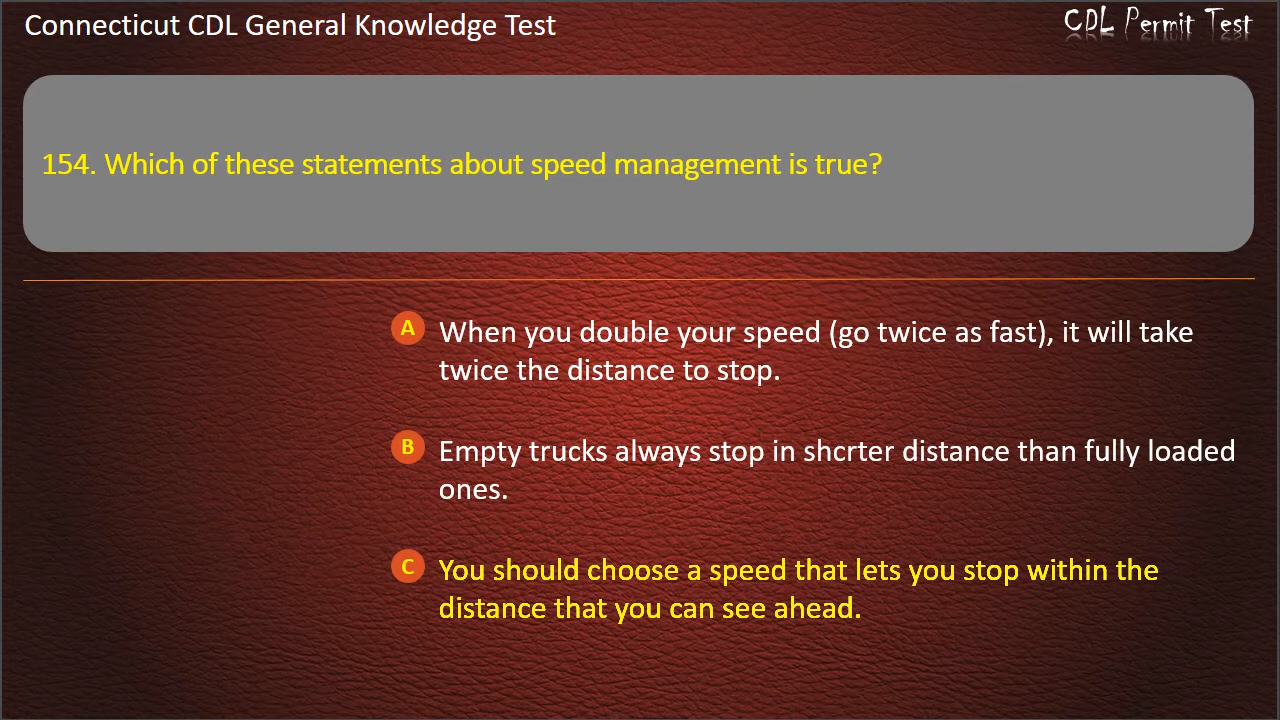 Connecticut CDL General Knowledge Test
CDL Permit Test
154. Which of these statements about speed management is true?
A When you double your speed (go twice as fast), it will take
twice the distance to stop.
B Empty trucks always stop in shcrter distance than fully loaded
ones.
C You should choose a speed that lets you stop within the
distance that you can see ahead.